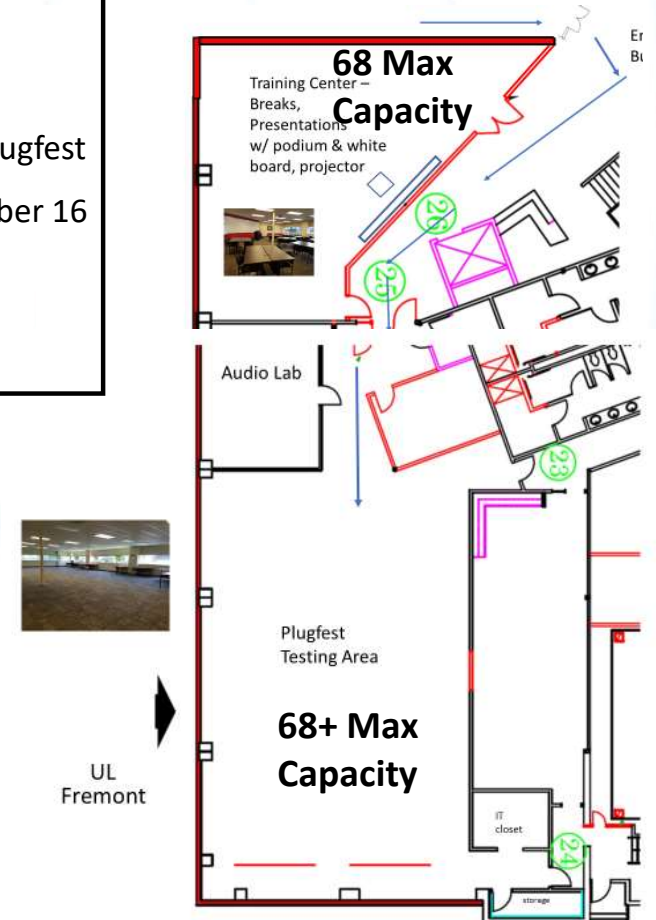 ugfest
ber 16
68 Max
Capacity
Training Center –
Breaks,
Presentations
w/ podium & white
board, projector
26
25
Audio Lab
23
Plugfest
Testing Area
68+ Max
Capacity
UL
Fremont
IT
closet
24
storage